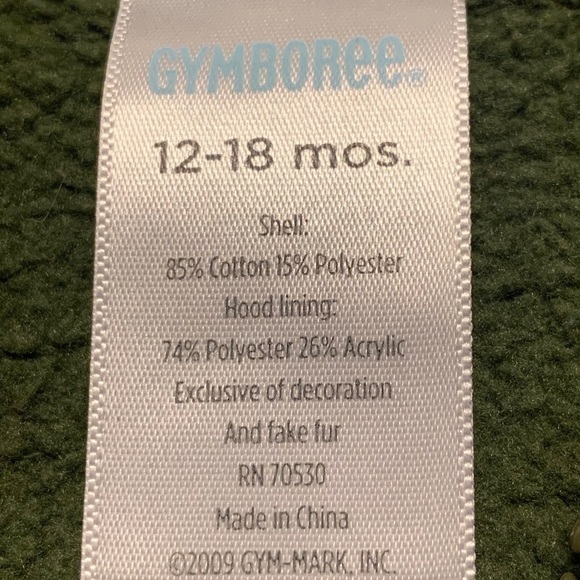 GYMBOREE®
12-18 mos.
Shell:
85% Cotton 15% Polyester
Hood lining:
74% Polyester 26% Acrylic
Exclusive of decoration
And fake fur
RN 70530
Made in China
©2009 GYM-MARK, INC.